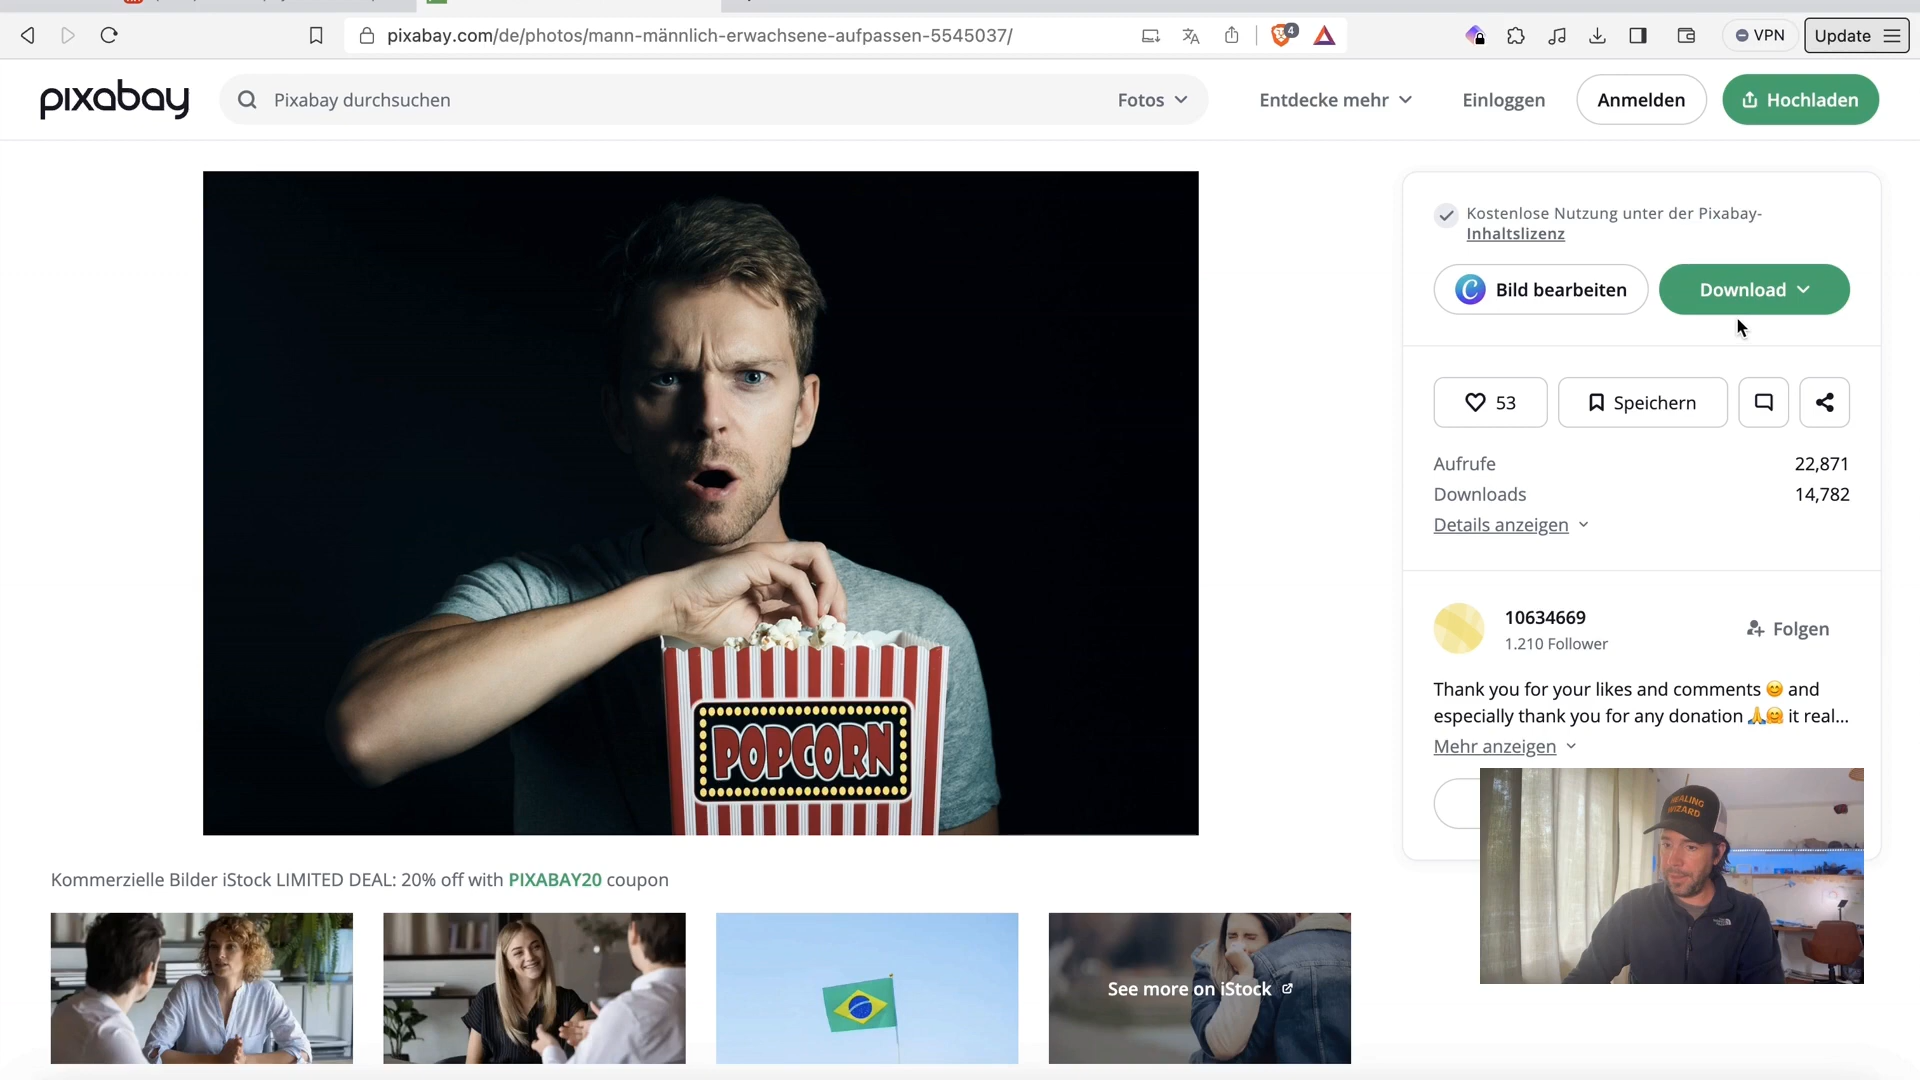 pixabay.com/de/photos/mann-männlich-erwachsene-aufpassen-5545037/
4
VPN
Update
pixabay
Pixabay durchsuchen
Fotos
Entdecke mehr
Einloggen
Anmelden
Hochladen
Kostenlose Nutzung unter der Pixabay-
Inhaltslizenz
Bild bearbeiten
Download
53
Speichern
Aufrufe
22,871
Downloads
14,782
Details anzeigen
10634669
1.210 Follower
Folgen
Thank you for your likes and comments 😊 and
especially thank you for any donation 🙏🤗 it real...
Mehr anzeigen
POPCORN
HEALING
WIZARD
Kommerzielle Bilder iStock LIMITED DEAL: 20% off with PIXABAY20 coupon
See more on iStock